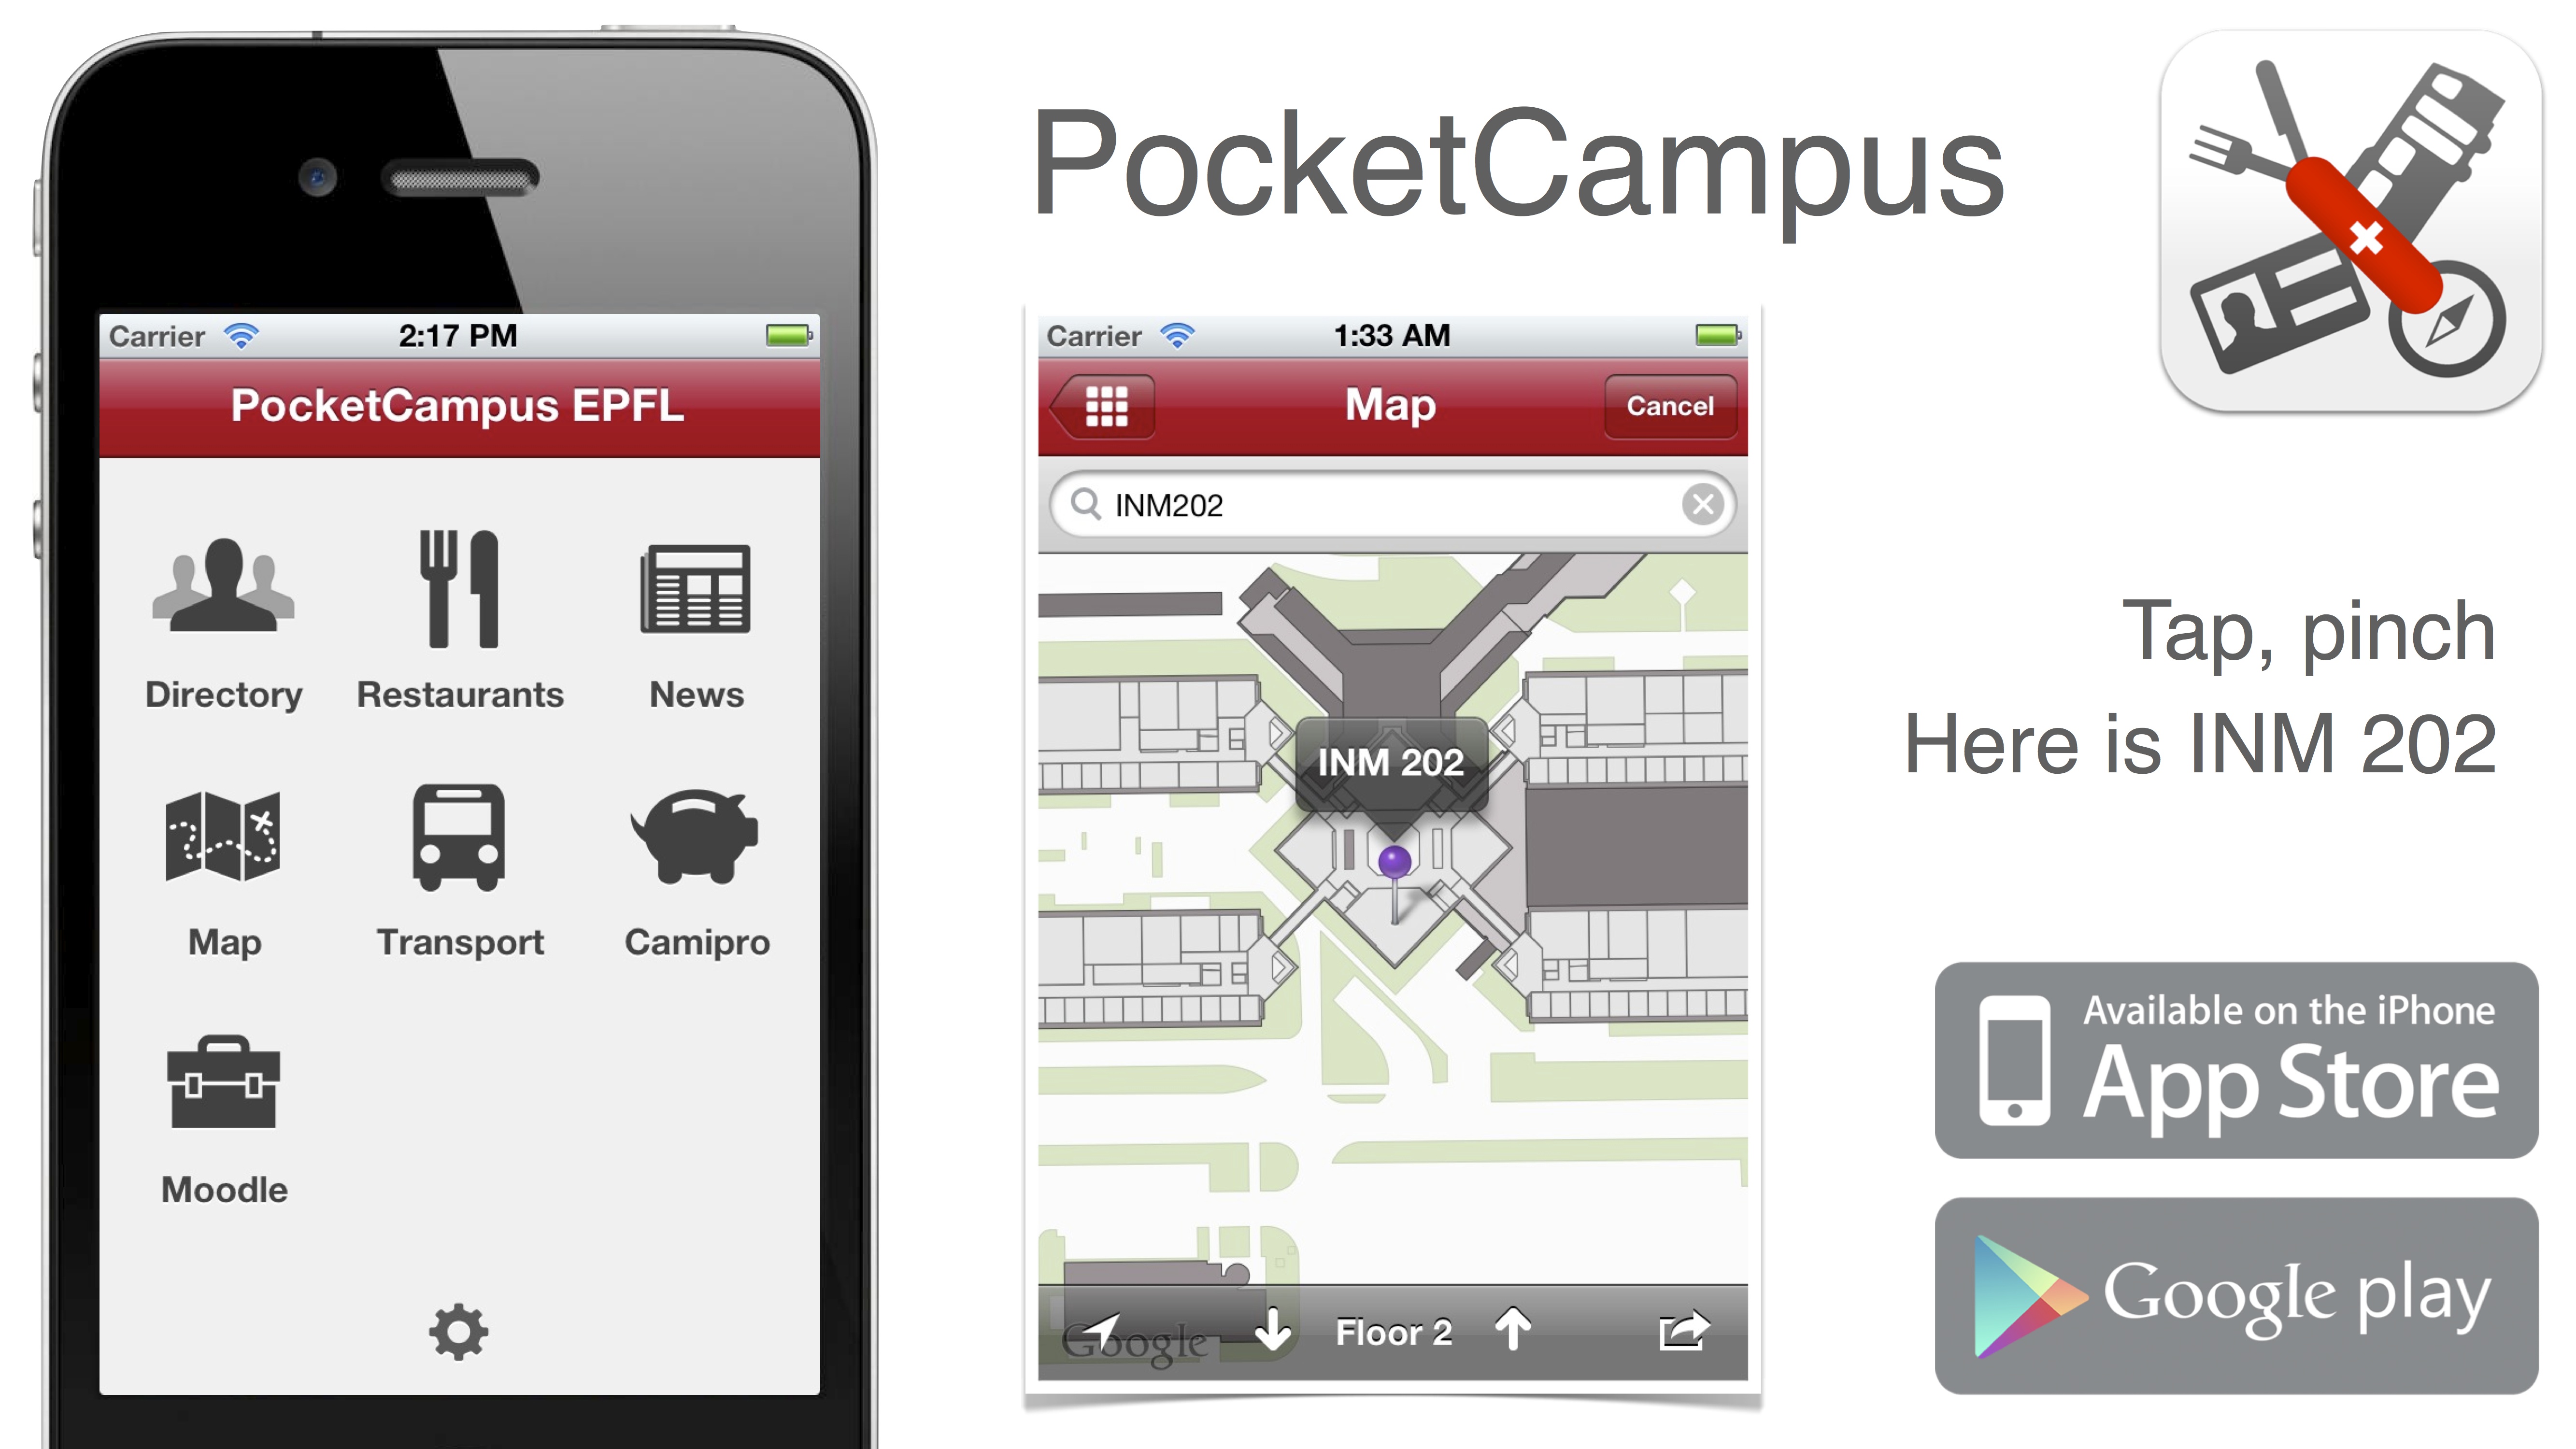 PocketCampus
Carrier 2:17 PM
PocketCampus EPFL
Directory Restaurants News
Map Transport Camipro
Moodle
Carrier 1:33 AM
Map Cancel
INM202
INM 202
Google Floor 2
Tap, pinch
Here is INM 202
Available on the iPhone
App Store
Google play